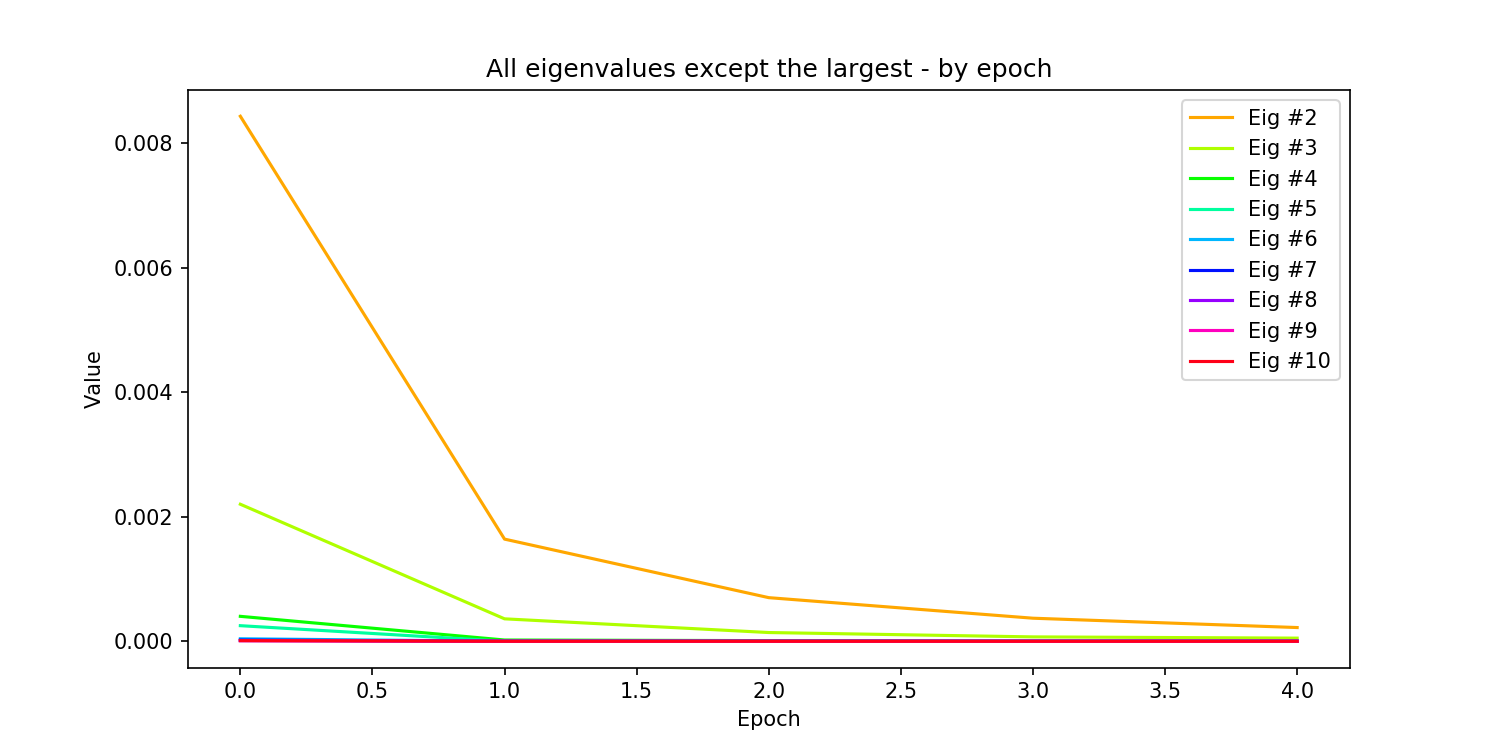 All eigenvalues except the largest - by epoch
Eig #2
Eig #3
Eig #4
Eig #5
Eig #6
Eig #7
Eig #8
Eig #9
Eig #10
Value
0.008
0.006
0.004
0.002
0.000
0.0 0.5 1.0 1.5 2.0 2.5 3.0 3.5 4.0
Epoch